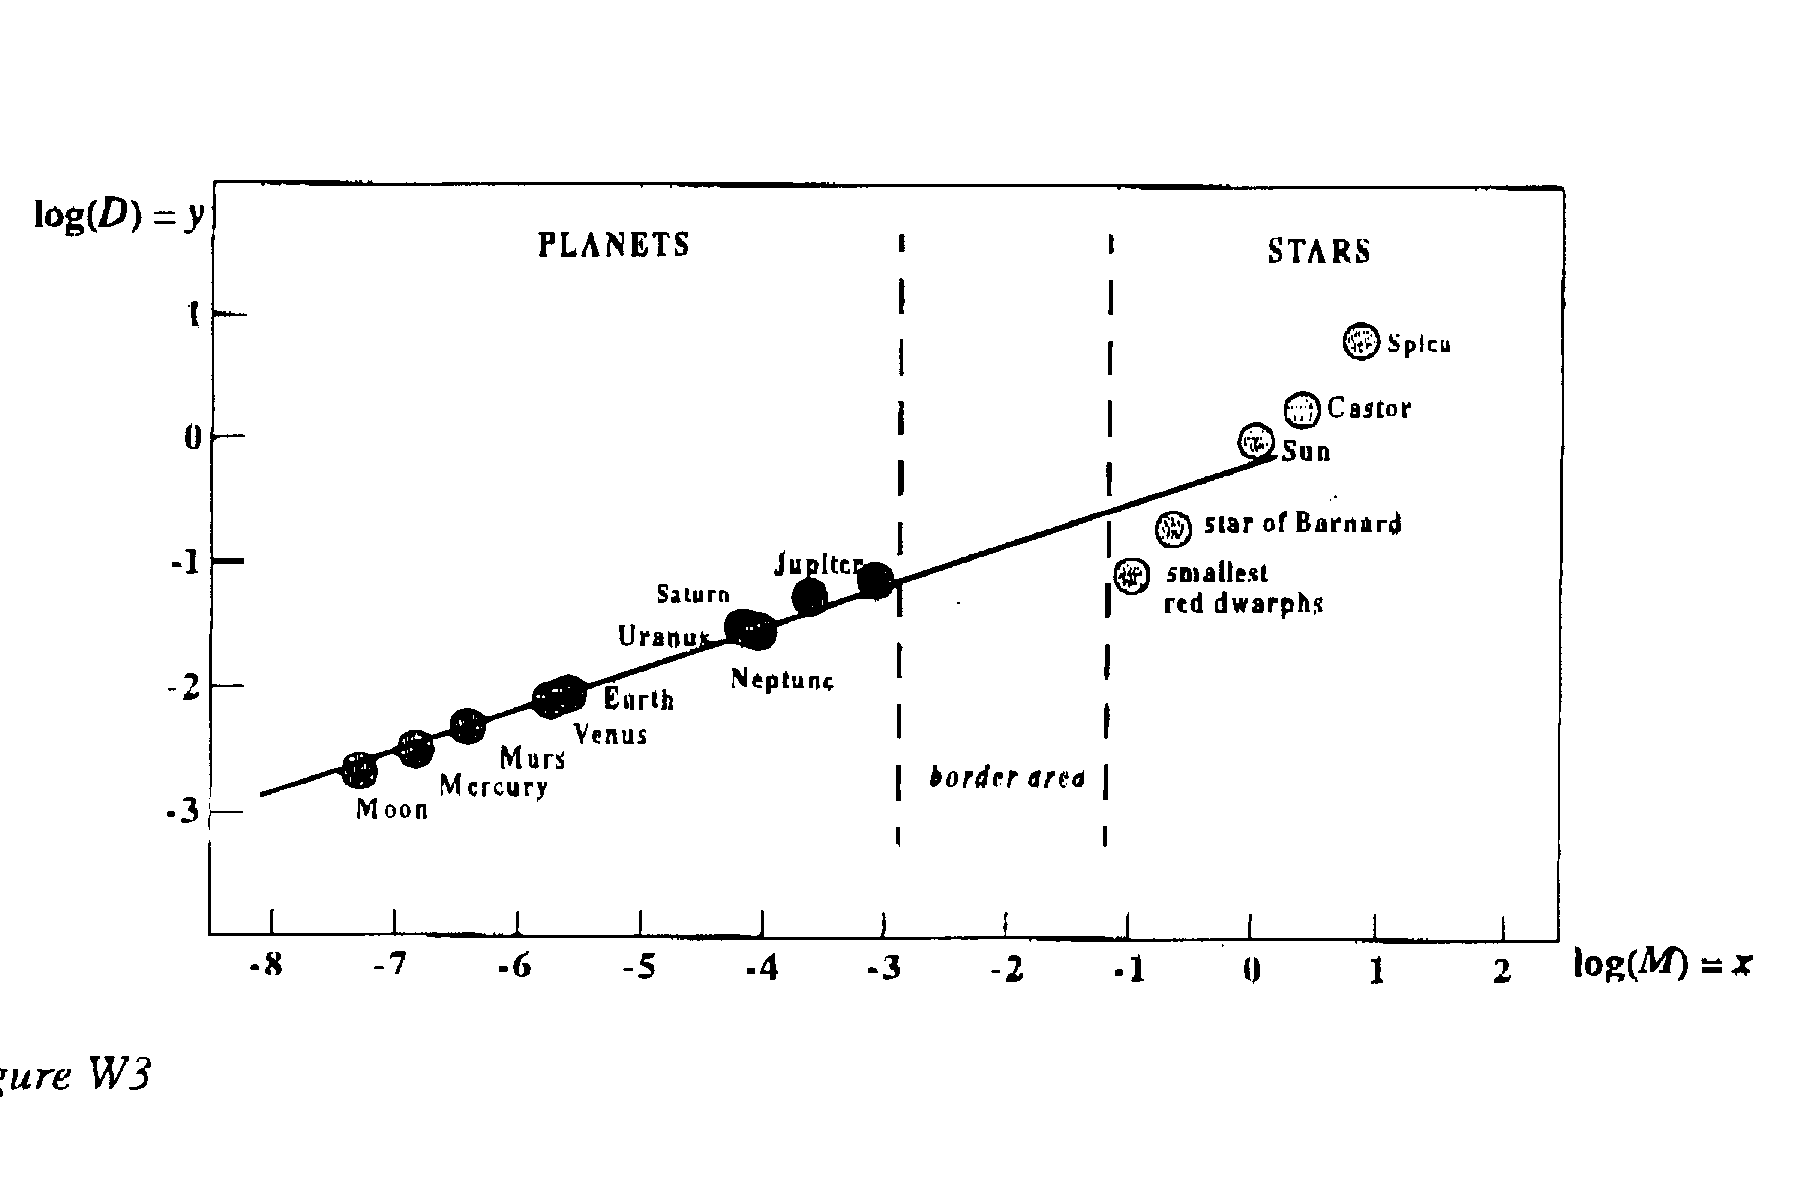 log(D) = y
PLANETS
STARS
1
Spica
Castor
0
Sun
star of Barnard
-1
Jupiter
smallest
red dwarphs
Saturn
Uranus
Neptune
-2
Earth
Venus
Mars
Mercury
border area
-3
Moon
-8 -7 -6 -5 -4 -3 -2 -1 0 1 2 log(M) = x
gure W3